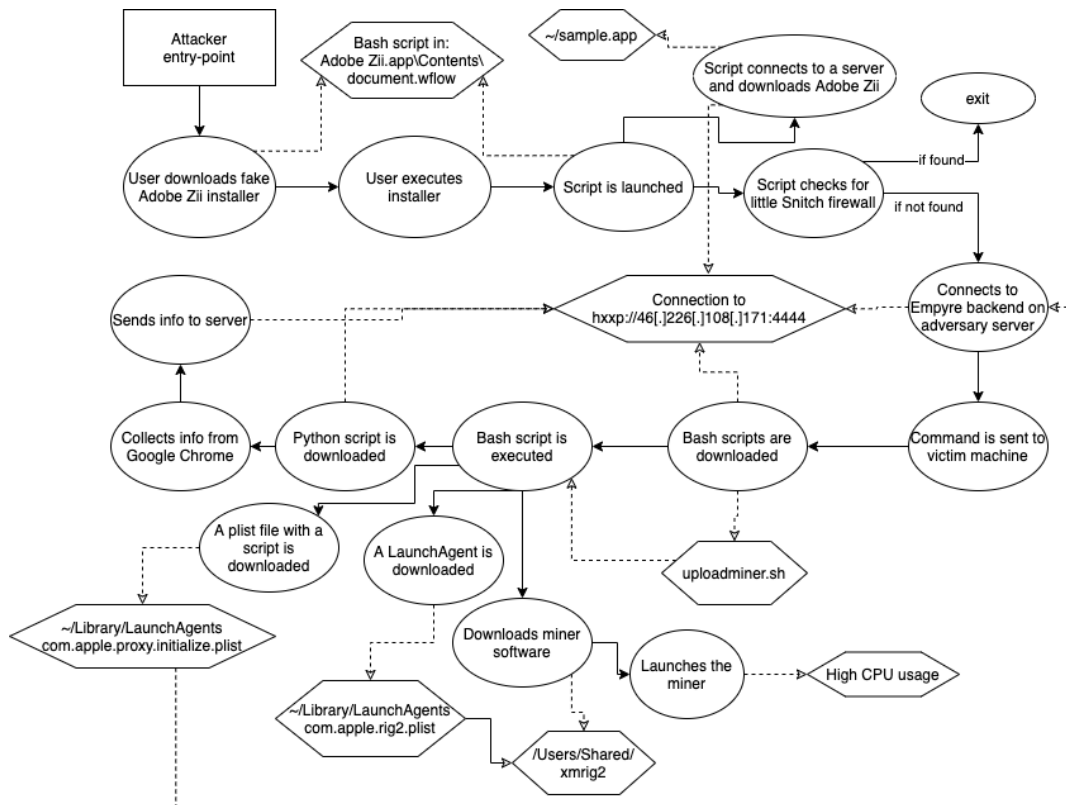 Attacker
entry-point
Bash script in:
Adobe Zii.app\Contents\
document.wflow
~/sample.app
Script connects to a server
and downloads Adobe Zii
exit
User downloads fake
Adobe Zii installer
User executes
installer
Script is launched
Script checks for
little Snitch firewall
if found
if not found
Sends info to server
Connection to
hxxp://46[.]226[.]108[.]171:4444
Connects to
Empyre backend on
adversary server
Collects info from
Google Chrome
Python script is
downloaded
Bash script is
executed
Bash scripts are
downloaded
Command is sent to
victim machine
A plist file with a
script is
downloaded
A LaunchAgent is
downloaded
uploadminer.sh
~/Library/LaunchAgents
com.apple.proxy.initialize.plist
Downloads miner
software
Launches the
miner
High CPU usage
~/Library/LaunchAgents
com.apple.rig2.plist
/Users/Shared/
xmrig2